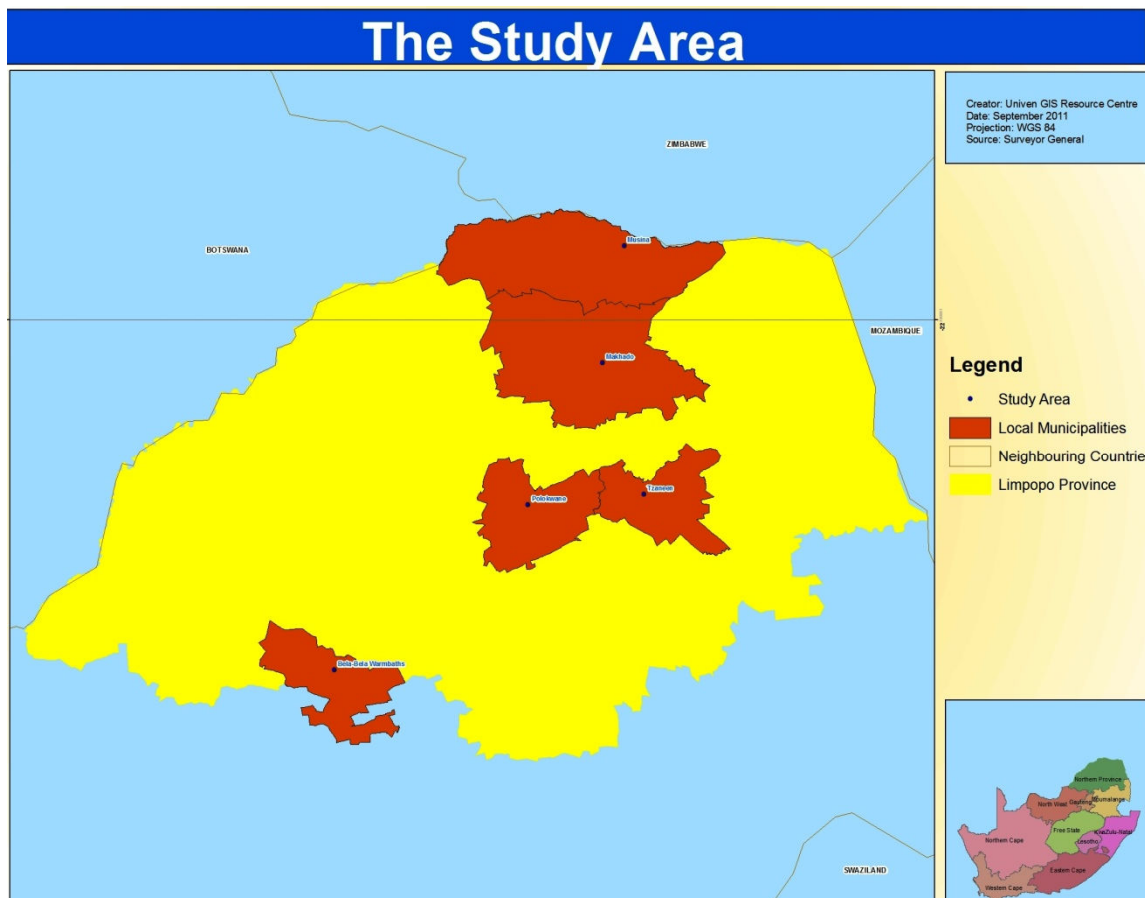 The Study Area
Creator: Univen GIS Resource Centre
Date: September 2011
Projection: WGS 84
Source: Surveyor General
ZIMBABWE
BOTSWANA
Musina
MOZAMBIQUE
-22
Makhado
Legend
Study Area
Local Municipalities
Neighbouring Countrie
Limpopo Province
Polokwane
Tzaneen
Bela-Bela Warmbaths
SWAZILAND
Northern Province
North West
Gauteng
Mpumalanga
Free State
KwaZulu-Natal
Lesotho
Northern Cape
Eastern Cape
Western Cape